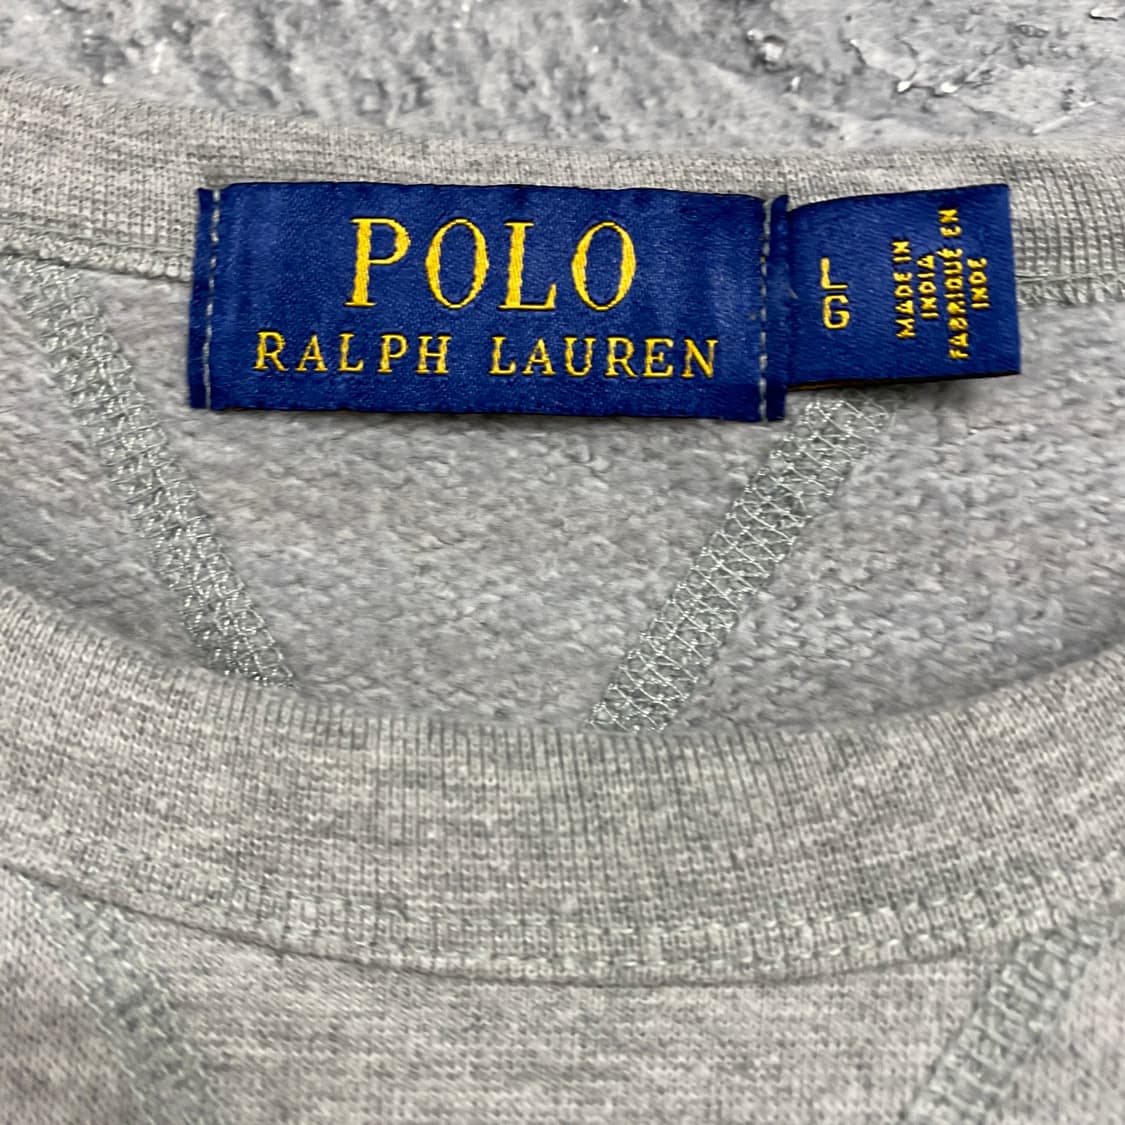 POLO
RALPH LAUREN
L
G
MADE IN
INDIA
FABRIQUÉ EN
INDE